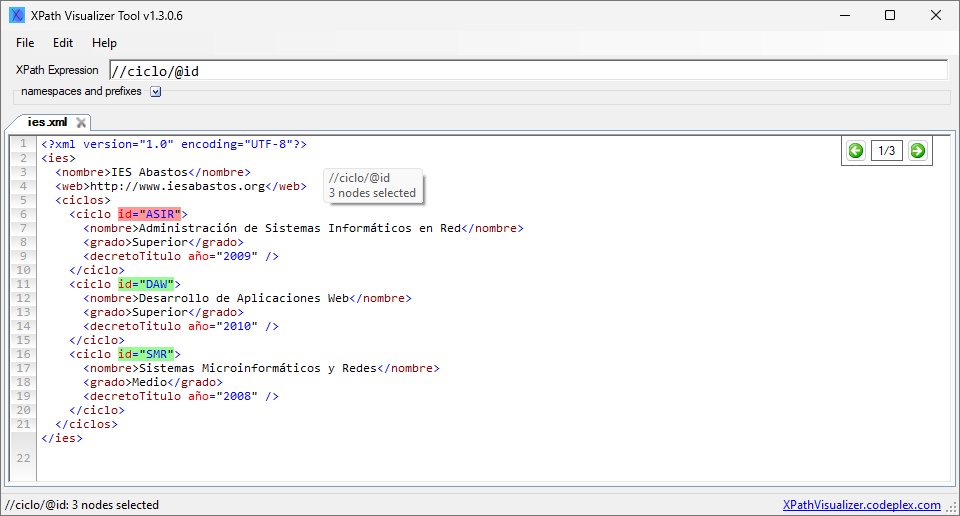 XPath Visualizer Tool v1.3.0.6
File Edit Help
XPath Expression //ciclo/@id
namespaces and prefixes
ies.xml
1 <?xml version="1.0" encoding="UTF-8"?>
1/3
2 <ies>
3 <nombre>IES Abastos</nombre>
4 <web>http://www.iesabastos.org</web>
//ciclo/@id
3 nodes selected
5 <ciclos>
6 <ciclo id="ASIR">
7 <nombre>Administración de Sistemas Informáticos en Red</nombre>
8 <grado>Superior</grado>
9 <decretoTitulo año="2009" />
10 </ciclo>
11 <ciclo id="DAW">
12 <nombre>Desarrollo de Aplicaciones Web</nombre>
13 <grado>Superior</grado>
14 <decretoTitulo año="2010" />
15 </ciclo>
16 <ciclo id="SMR">
17 <nombre>Sistemas Microinformáticos y Redes</nombre>
18 <grado>Medio</grado>
19 <decretoTitulo año="2008" />
20 </ciclo>
21 </ciclos>
</ies>
22
//ciclo/@id: 3 nodes selected
XPathVisualizer.codeplex.com